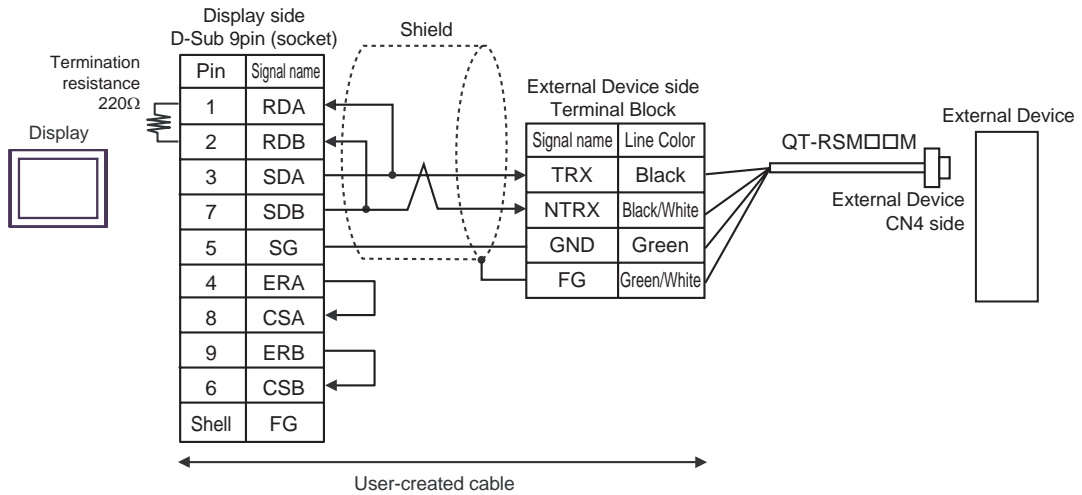 Display side
D-Sub 9pin (socket)
Shield
Termination
resistance
220Ω
Display
Pin Signal name
1 RDA
2 RDB
3 SDA
7 SDB
5 SG
4 ERA
8 CSA
9 ERB
6 CSB
Shell FG
External Device side
Terminal Block
Signal name Line Color
TRX Black
NTRX Black/White
GND Green
FG Green/White
QT-RSM□□M
External Device
CN4 side
External Device
User-created cable